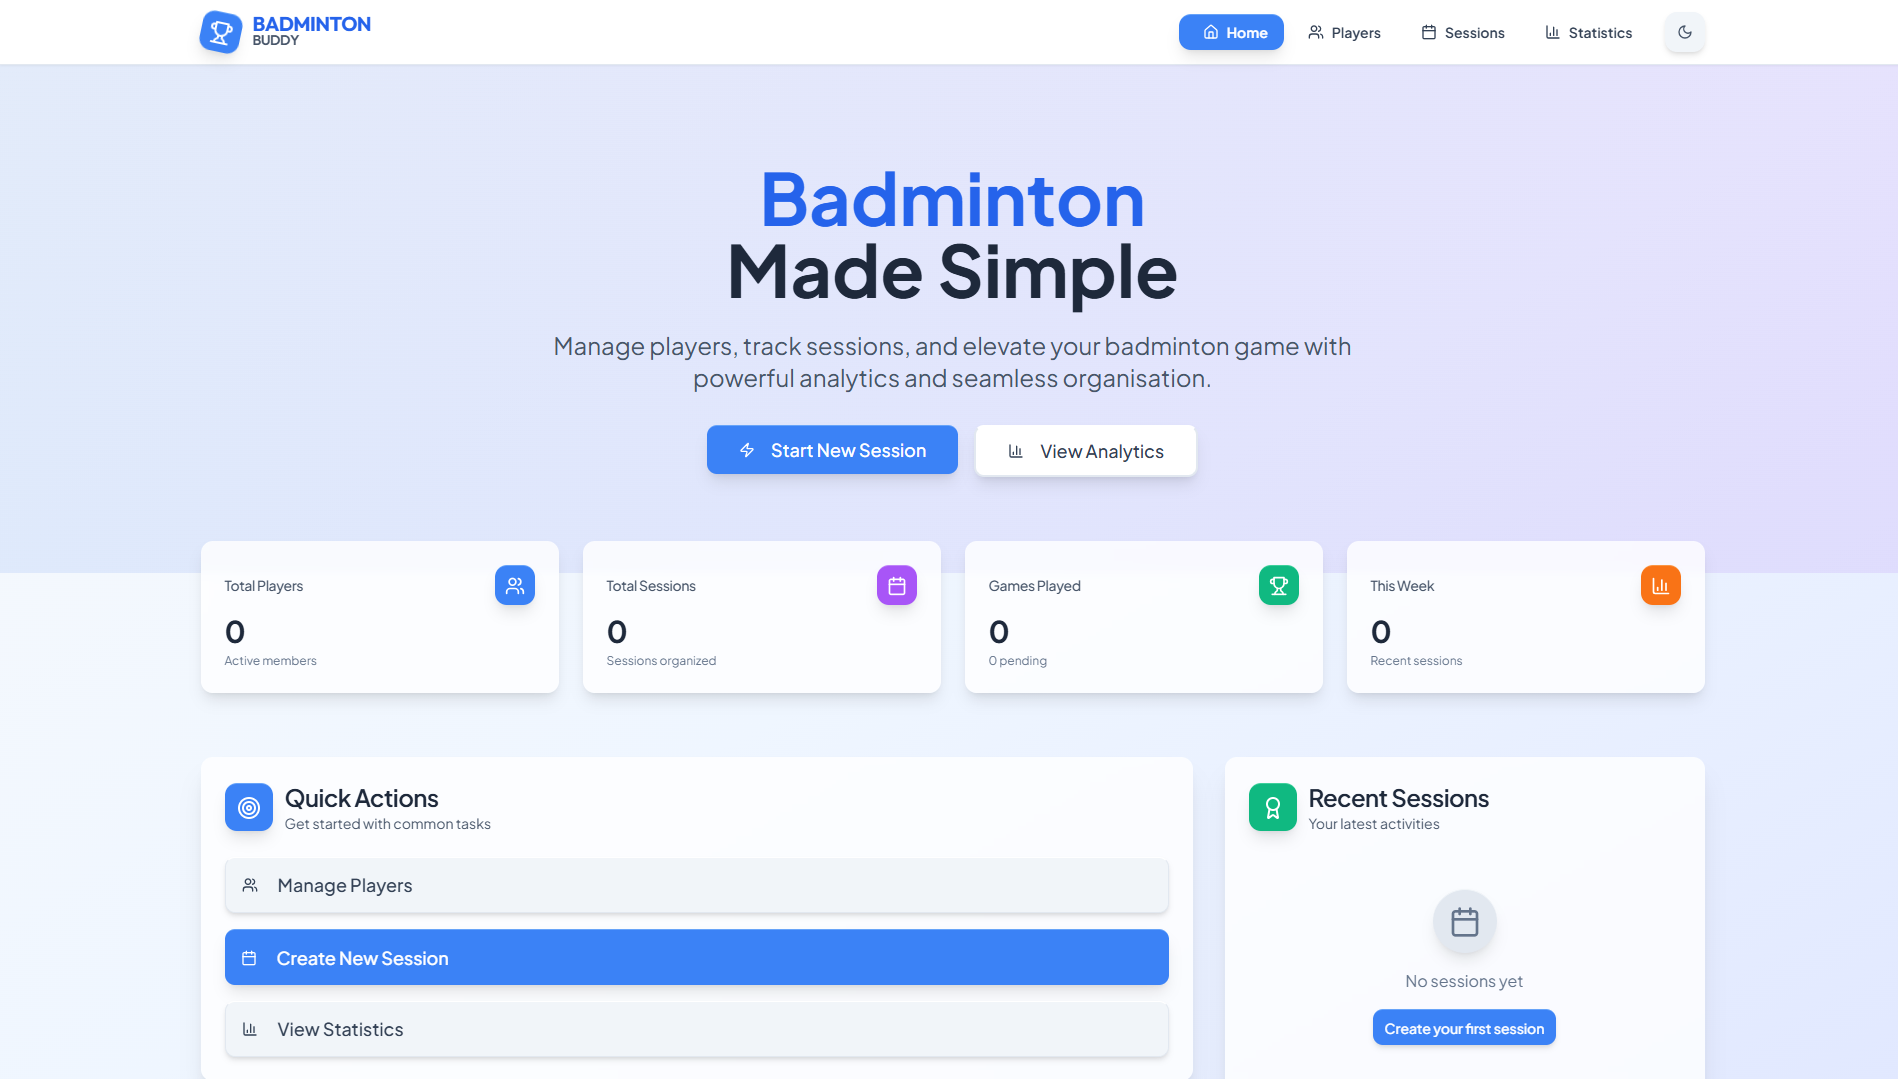 BADMINTON
BUDDY
Home
Players
Sessions
Statistics
Badminton
Made Simple
Manage players, track sessions, and elevate your badminton game with
powerful analytics and seamless organisation.
Start New Session
View Analytics
Total Players
0
Active members
Total Sessions
0
Sessions organized
Games Played
0
0 pending
This Week
0
Recent sessions
Quick Actions
Get started with common tasks
Manage Players
Create New Session
View Statistics
Recent Sessions
Your latest activities
No sessions yet
Create your first session